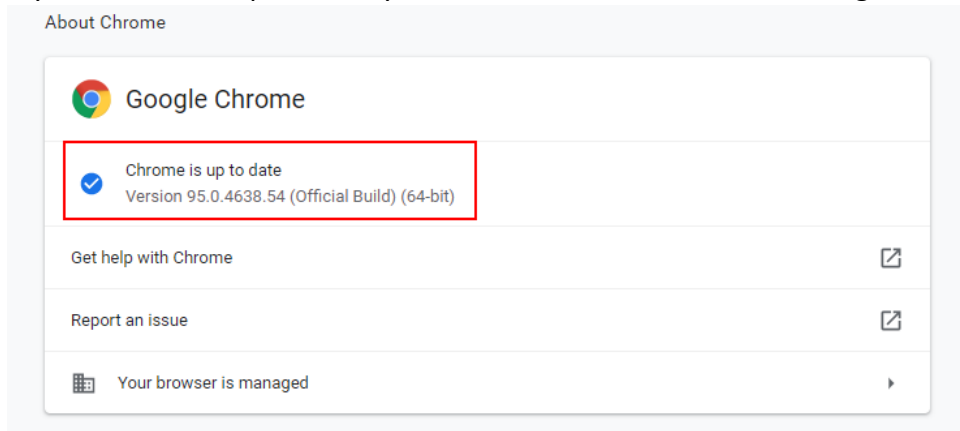 About Chrome
Google Chrome
Chrome is up to date
Version 95.0.4638.54 (Official Build) (64-bit)
Get help with Chrome
Report an issue
Your browser is managed